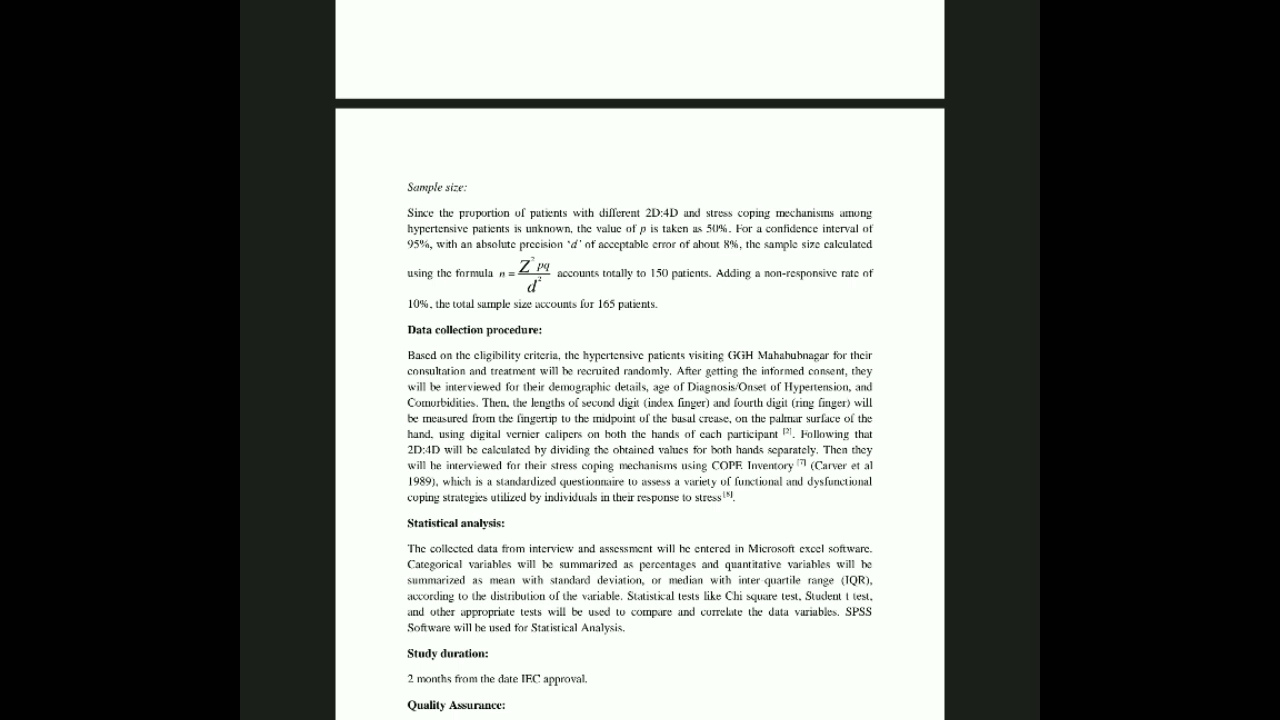 Sample size:
Since the proportion of patients with different 2D:4D and stress coping mechanisms among
hypertensive patients is unknown, the value of p is taken as 50%. For a confidence interval of
95%, with an absolute precision ‘d’ of acceptable error of about 8%, the sample size calculated
using the formula n = Z² pq / d² accounts totally to 150 patients. Adding a non-responsive rate of
10%, the total sample size accounts for 165 patients.
Data collection procedure:
Based on the eligibility criteria, the hypertensive patients visiting GGH Mahahubnagar for their
consultation and treatment will be recruited randomly. After getting the informed consent, they
will be interviewed for their demographic details, age of Diagnosis/Onset of Hypertension, and
Comorbidities. Then, the lengths of second digit (index finger) and fourth digit (ring finger) will
be measured from the fingertip to the midpoint of the basal crease, on the palmar surface of the
hand, using digital vernier calipers on both the hands of each participant [2]. Following that
2D:4D will be calculated by dividing the obtained values for both hands separately. Then they
will be interviewed for their stress coping mechanisms using COPE Inventory [7] (Carver et al
1989), which is a standardized questionnaire to assess a variety of functional and dysfunctional
coping strategies utilized by individuals in their response to stress [8].
Statistical analysis:
The collected data from interview and assessment will be entered in Microsoft excel software.
Categorical variables will be summarized as percentages and quantitative variables will be
summarized as mean with standard deviation, or median with inter-quartile range (IQR),
according to the distribution of the variable. Statistical tests like Chi square test, Student t test,
and other appropriate tests will be used to compare and correlate the data variables. SPSS
Software will be used for Statistical Analysis.
Study duration:
2 months from the date IEC approval.
Quality Assurance: